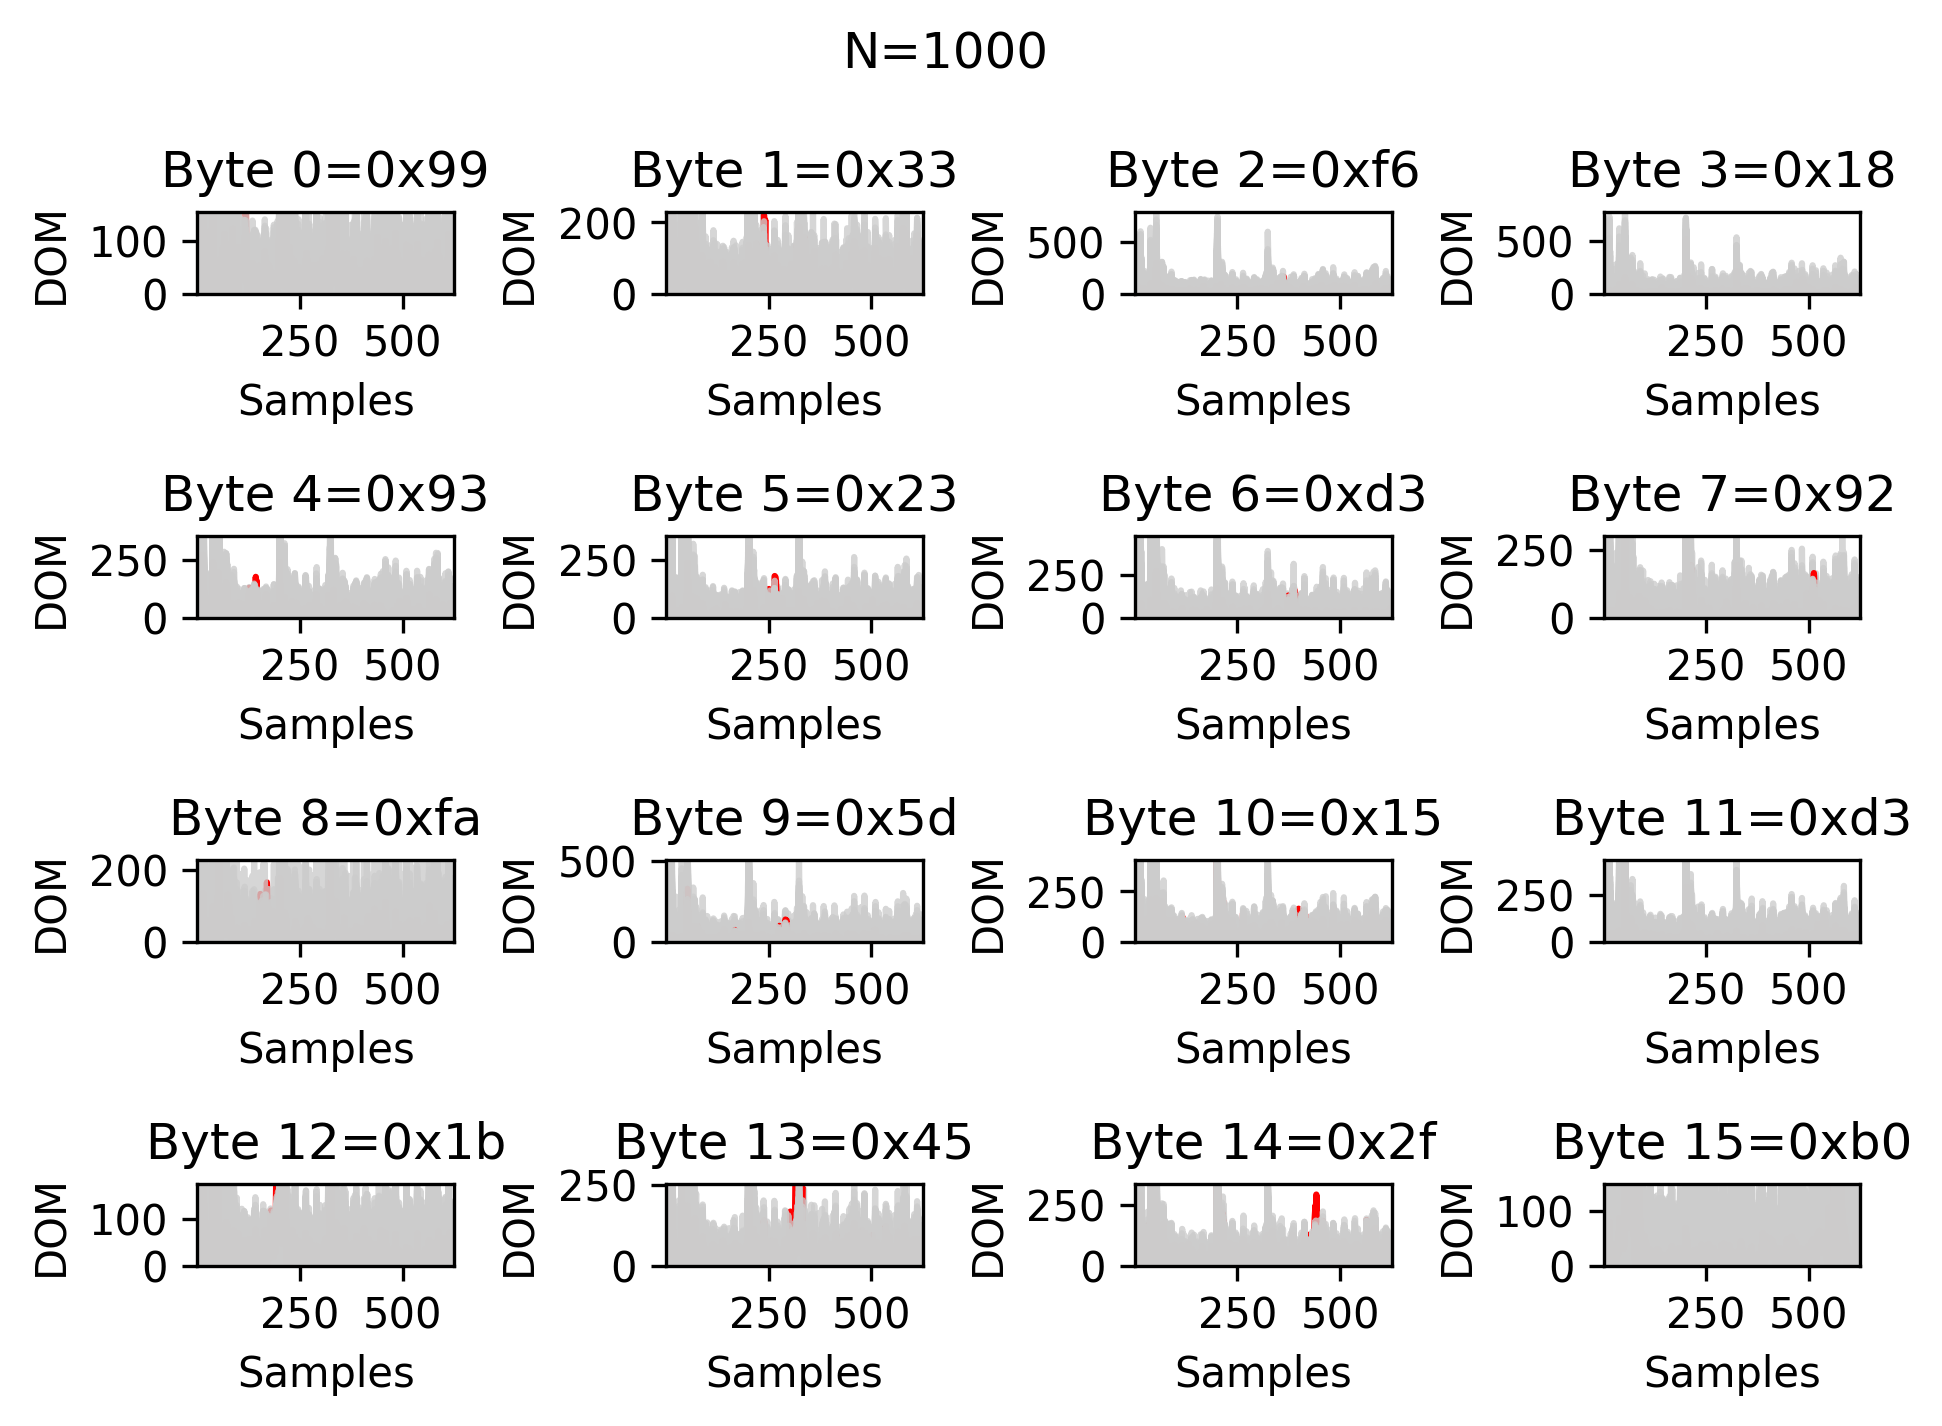 N=1000
Byte 0=0x99 Byte 1=0x33 Byte 2=0xf6 Byte 3=0x18
DOM 100 0 DOM 200 0 DOM 500 0 DOM 500 0
250 500 250 500 250 500 250 500
Samples Samples Samples Samples
Byte 4=0x93 Byte 5=0x23 Byte 6=0xd3 Byte 7=0x92
DOM 250 0 DOM 250 0 DOM 250 0 DOM 250 0
250 500 250 500 250 500 250 500
Samples Samples Samples Samples
Byte 8=0xfa Byte 9=0x5d Byte 10=0x15 Byte 11=0xd3
DOM 200 0 DOM 500 0 DOM 250 0 DOM 250 0
250 500 250 500 250 500 250 500
Samples Samples Samples Samples
Byte 12=0x1b Byte 13=0x45 Byte 14=0x2f Byte 15=0xb0
DOM 100 0 DOM 250 0 DOM 250 0 DOM 100 0
250 500 250 500 250 500 250 500
Samples Samples Samples Samples